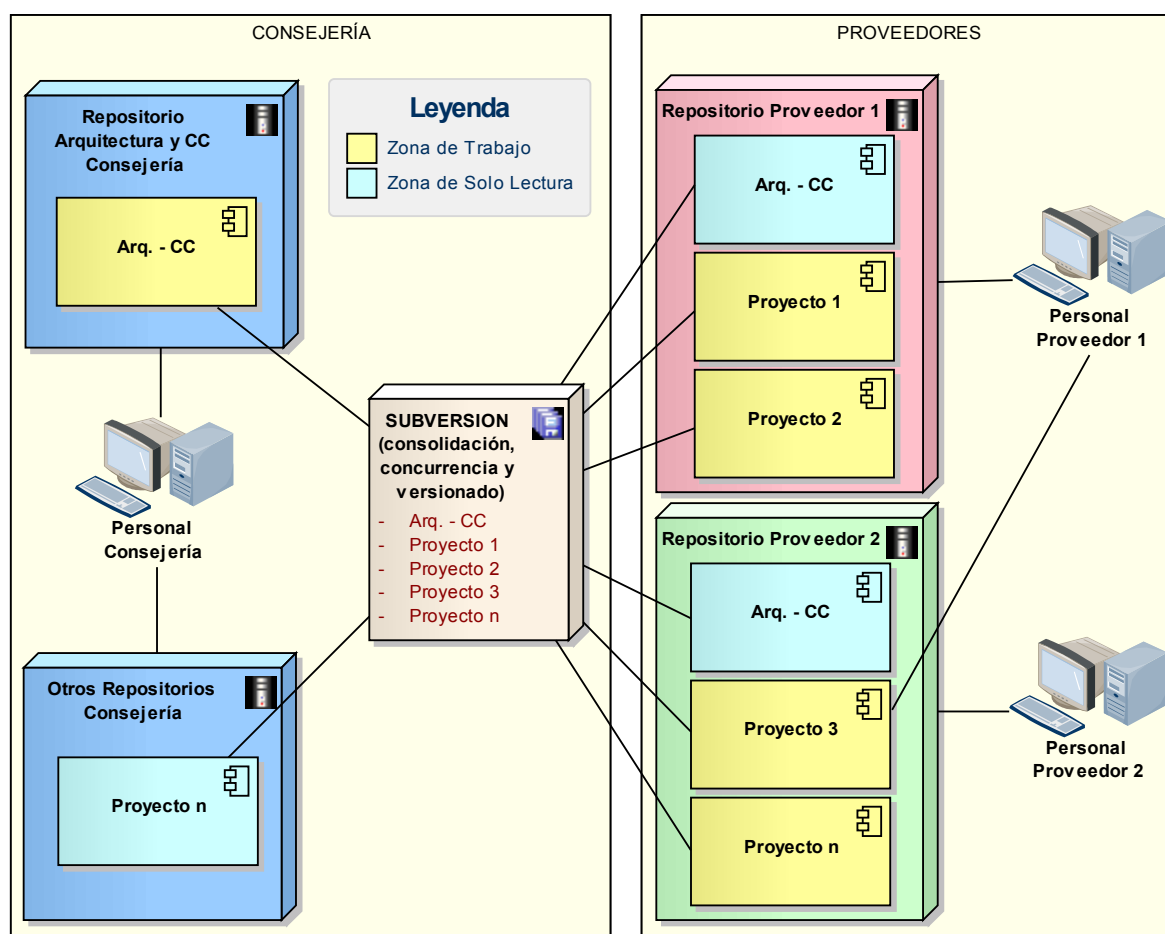 CONSEJERÍA
Repositorio
Arquitectura y CC
Consejería
Arq. - CC
Leyenda
Zona de Trabajo
Zona de Solo Lectura
Personal
Consejería
SUBVERSION
(consolidación,
concurrencia y
versionado)
- Arq. - CC
- Proyecto 1
- Proyecto 2
- Proyecto 3
- Proyecto n
Otros Repositorios
Consejería
Proyecto n
PROVEEDORES
Repositorio Proveedor 1
Arq. - CC
Proyecto 1
Proyecto 2
Personal
Proveedor 1
Repositorio Proveedor 2
Arq. - CC
Proyecto 3
Proyecto n
Personal
Proveedor 2